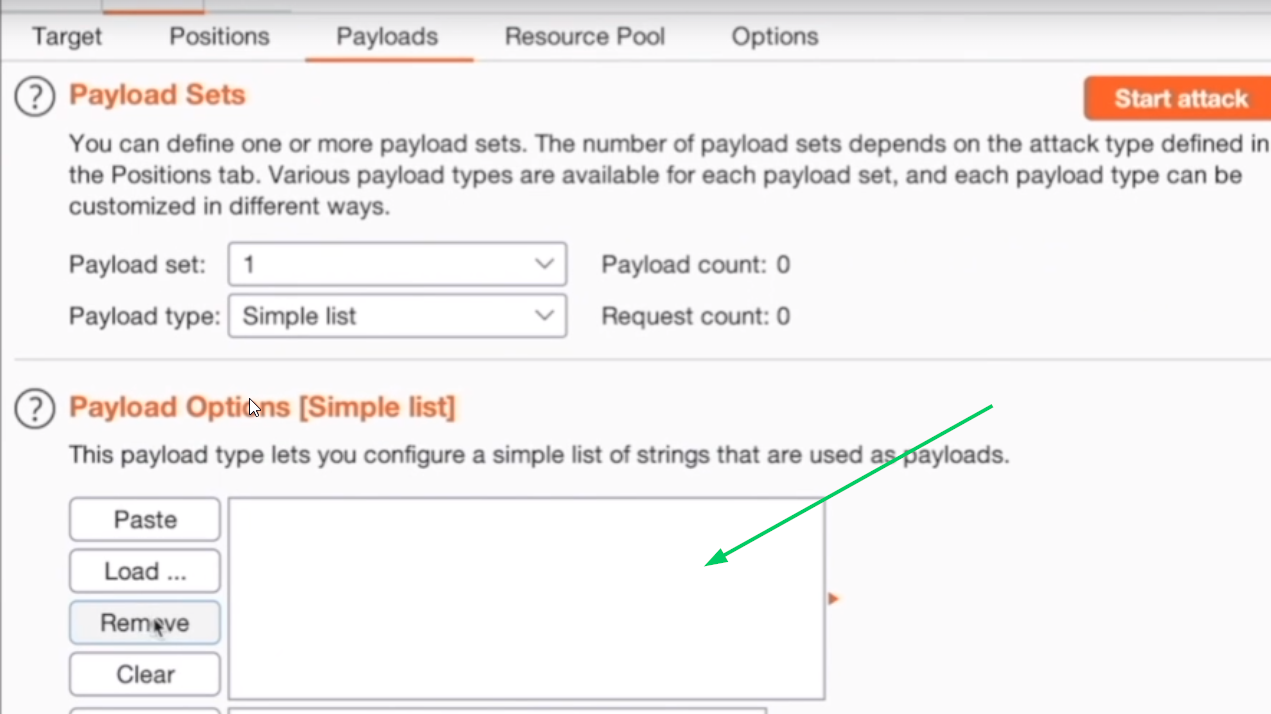 Target Positions Payloads Resource Pool Options
Payload Sets
Start attack
You can define one or more payload sets. The number of payload sets depends on the attack type defined in
the Positions tab. Various payload types are available for each payload set, and each payload type can be
customized in different ways.
Payload set: 1 Payload count: 0
Payload type: Simple list Request count: 0
Payload Options [Simple list]
This payload type lets you configure a simple list of strings that are used as payloads.
Paste
Load ...
Remove
Clear